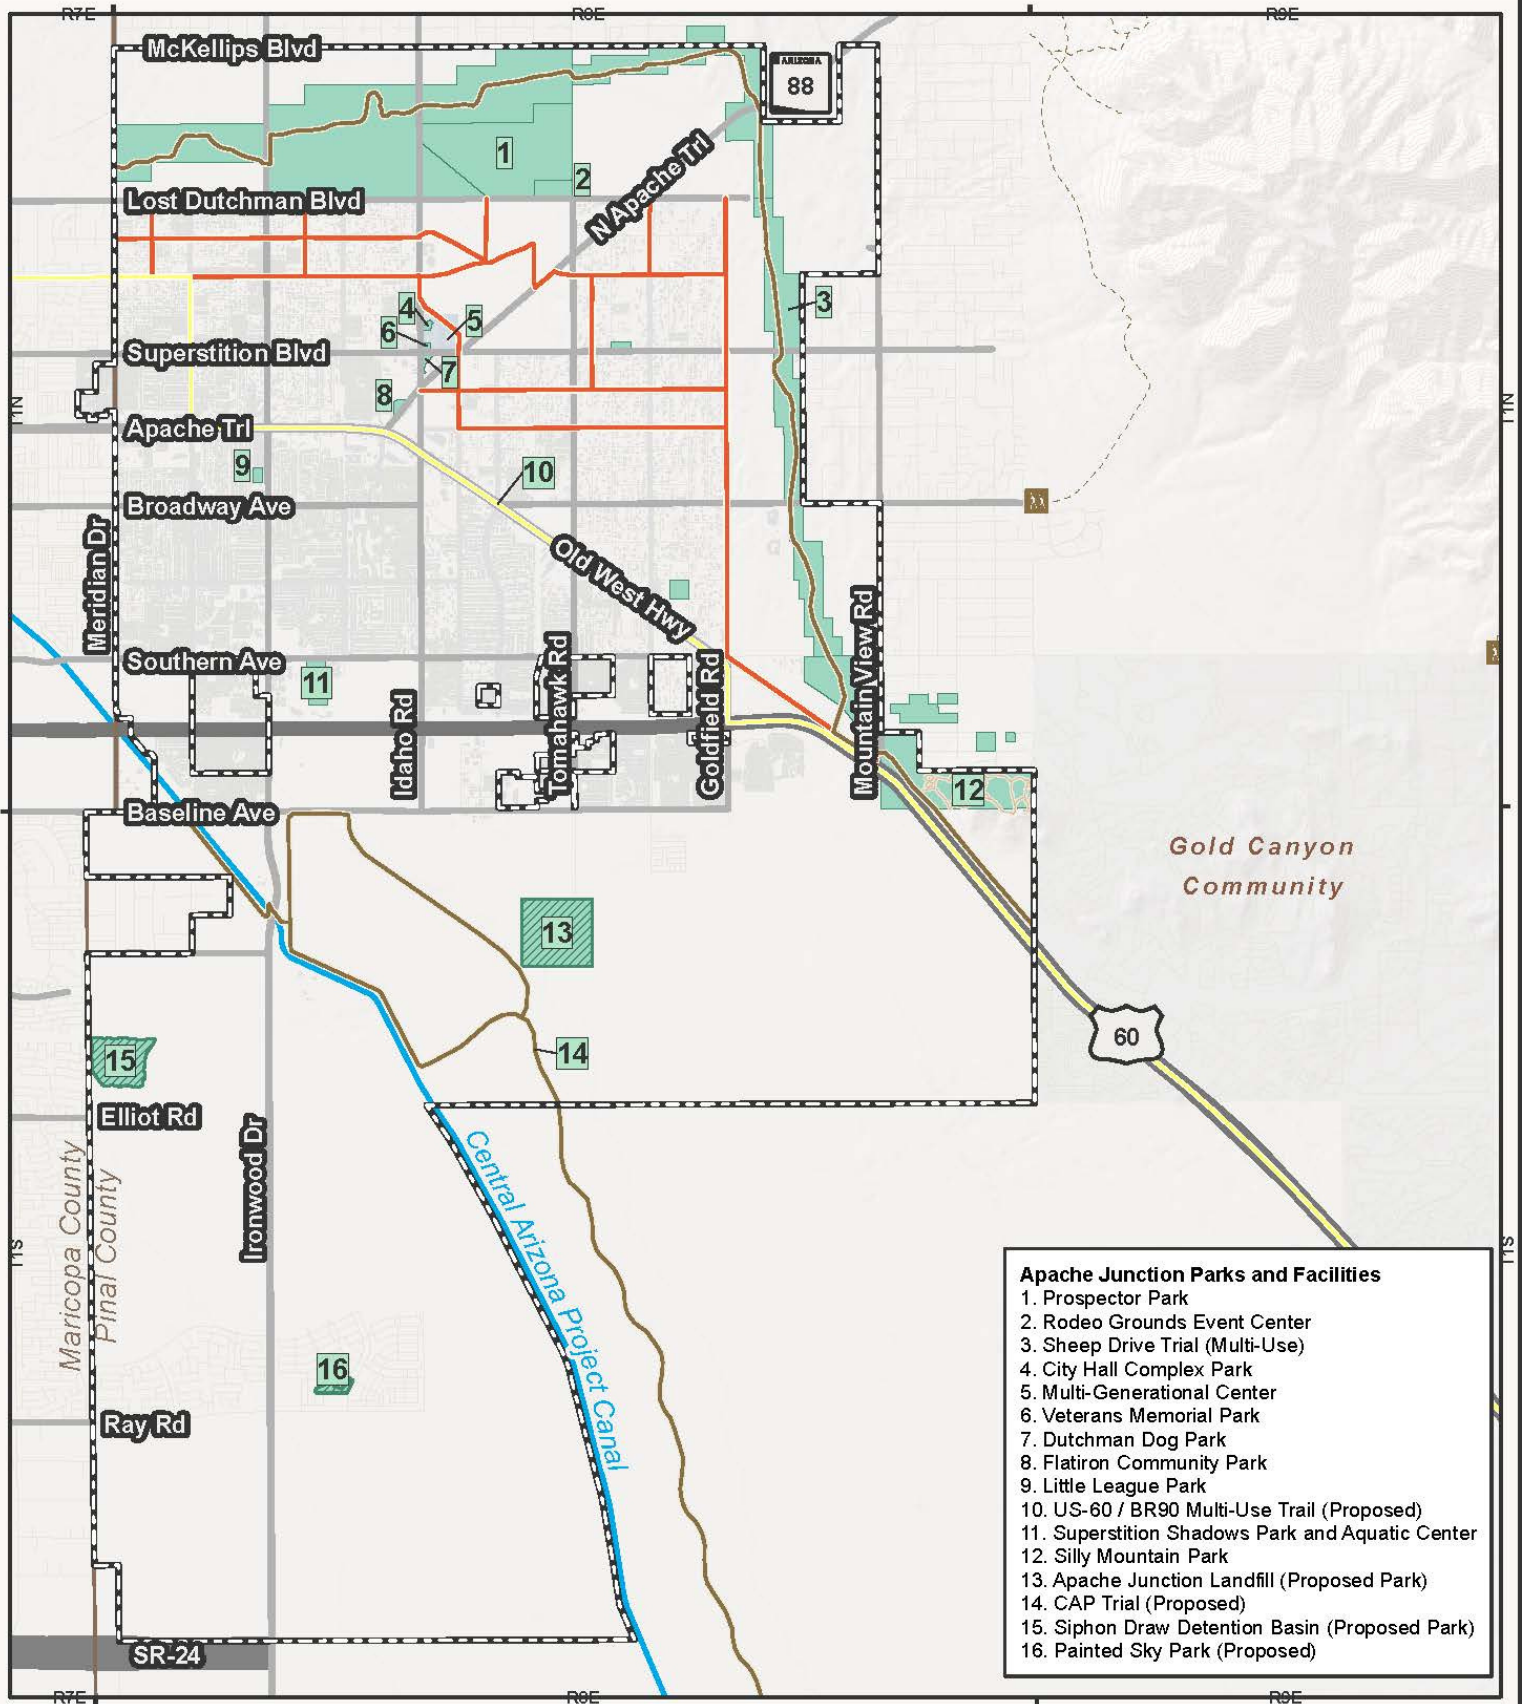 R7E
R8E
R9E
McKellips Blvd
ARIZONA
88
1
2
Lost Dutchman Blvd
N Apache Trl
3
4
5
6
Superstition Blvd
7
8
T1N
T1N
Apache Trl
9
10
Broadway Ave
Meridian Dr
Old West Hwy
Mountain View Rd
Southern Ave
11
Idaho Rd
Tomahawk Rd
Goldfield Rd
12
Baseline Ave
Gold Canyon
Community
13
60
14
15
Elliot Rd
Ironwood Dr
Maricopa County
Pinal County
Central Arizona Project Canal
T1S
T1S
16
Ray Rd
SR-24
Apache Junction Parks and Facilities
1. Prospector Park
2. Rodeo Grounds Event Center
3. Sheep Drive Trial (Multi-Use)
4. City Hall Complex Park
5. Multi-Generational Center
6. Veterans Memorial Park
7. Dutchman Dog Park
8. Flatiron Community Park
9. Little League Park
10. US-60 / BR90 Multi-Use Trail (Proposed)
11. Superstition Shadows Park and Aquatic Center
12. Silly Mountain Park
13. Apache Junction Landfill (Proposed Park)
14. CAP Trial (Proposed)
15. Siphon Draw Detention Basin (Proposed Park)
16. Painted Sky Park (Proposed)
R7E
R8E
R9E